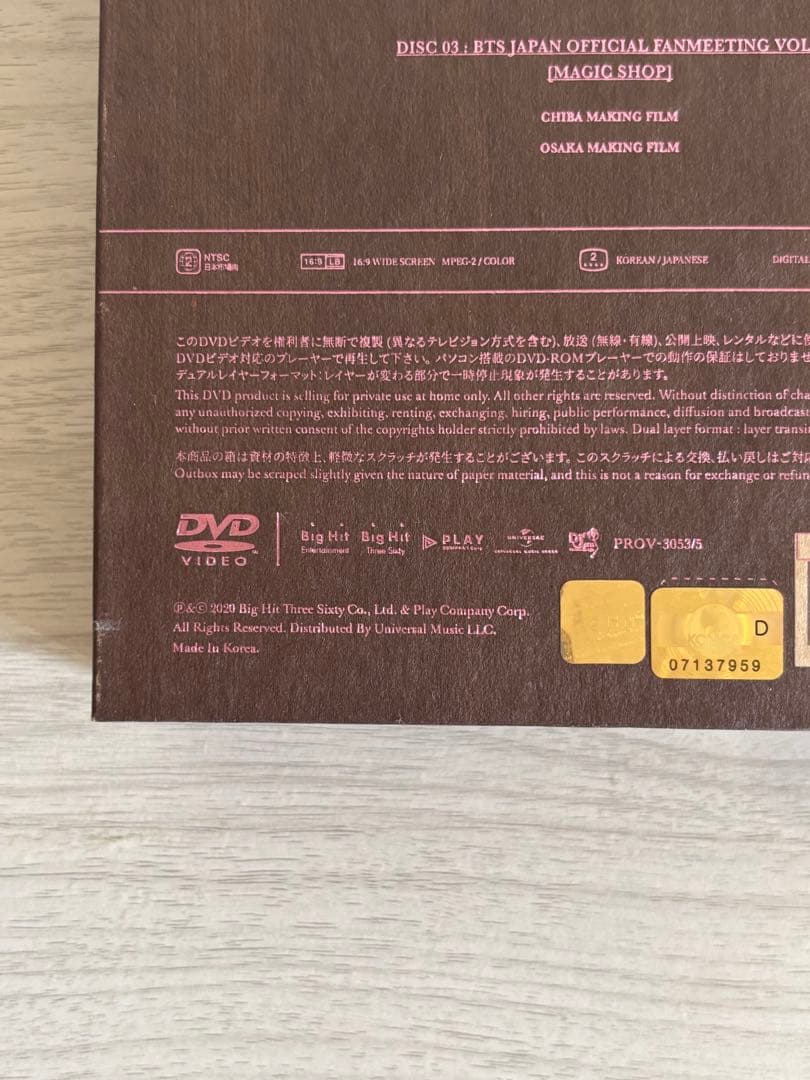 DISC 03 : BTS JAPAN OFFICIAL FANMEETING VOL
[MAGIC SHOP]
CHIBA MAKING FILM
OSAKA MAKING FILM
2 NTSC 日本市場向
16:9 LB 16:9 WIDE SCREEN MPEG-2 / COLOR
2 KOREAN / JAPANESE
DIGITAL
このDVDビデオを権利者に無断で複製 (異なるテレビジョン方式を含む)、放送 (無線・有線)、公開上映、レンタルなどに
DVDビデオ対応のプレーヤーで再生して下さい。パソコン搭載のDVD-ROMプレーヤーでの動作の保証はしておりませ
デュアルレイヤーフォーマット:レイヤーが変わる部分で一時停止現象が発生することがあります。
This DVD product is selling for private use at home only. All other rights are reserved. Without distinction of cha
any unauthorized copying, exhibiting, renting, exchanging, hiring, public performance, diffusion and broadcas
without prior written consent of the copyrights holder strictly prohibited by laws. Dual layer format : layer transit
本商品の箱は資材の特徴上、軽微なスクラッチが発生することがございます。このスクラッチによる交換、払い戻しはご対
Outbox may be scraped slightly given the nature of paper material, and this is not a reason for exchange or refun
DVD VIDEO
Big Hit Entertainment
Big Hit Three Sixty
PLAY
UNIVERSAL
PROV-3053/5
Ⓟ&Ⓒ 2020 Big Hit Three Sixty Co., Ltd. & Play Company Corp.
All Rights Reserved. Distributed By Universal Music LLC.
Made In Korea.
D
07137959